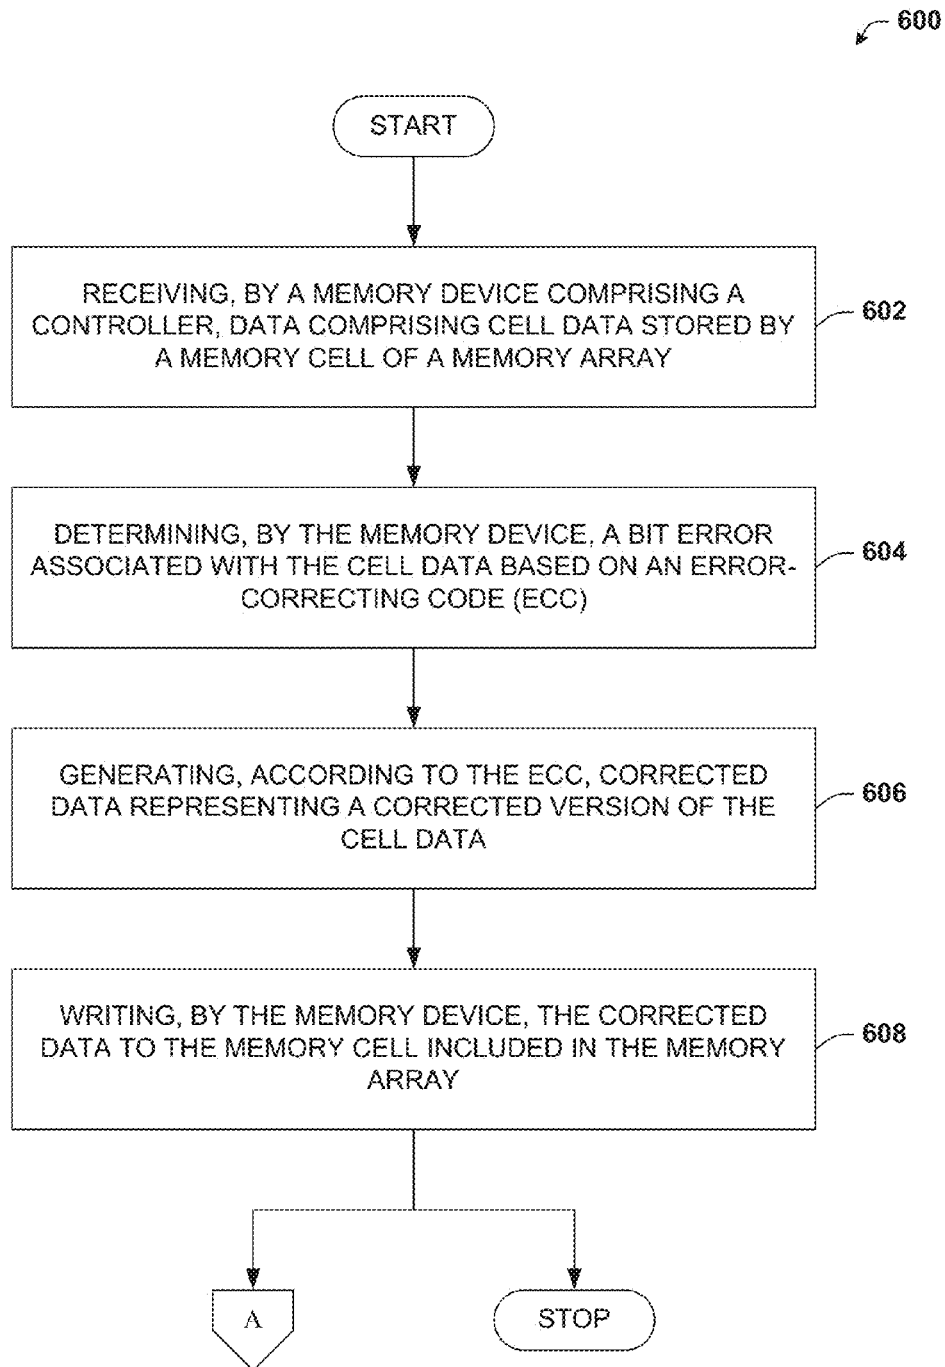 600
START
RECEIVING, BY A MEMORY DEVICE COMPRISING A
CONTROLLER, DATA COMPRISING CELL DATA STORED BY
A MEMORY CELL OF A MEMORY ARRAY
602
DETERMINING, BY THE MEMORY DEVICE, A BIT ERROR
ASSOCIATED WITH THE CELL DATA BASED ON AN ERROR-
CORRECTING CODE (ECC)
604
GENERATING, ACCORDING TO THE ECC, CORRECTED
DATA REPRESENTING A CORRECTED VERSION OF THE
CELL DATA
606
WRITING, BY THE MEMORY DEVICE, THE CORRECTED
DATA TO THE MEMORY CELL INCLUDED IN THE MEMORY
ARRAY
608
A
STOP